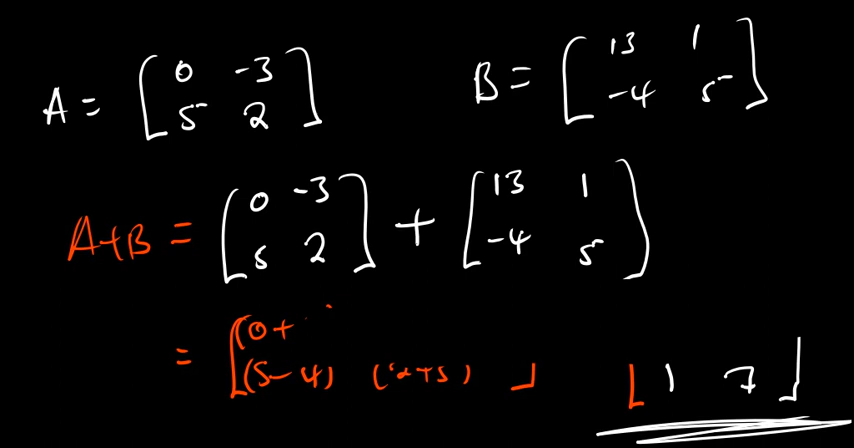 A = [ 0 -3 B = [ 13 1
5 2 ] -4 5 ]
A+B = [ 0 -3 + [ 13 1
5 2 ] -4 5 ]
= [ (0+
(5-4) (2+5) ] [ 1 7 ]